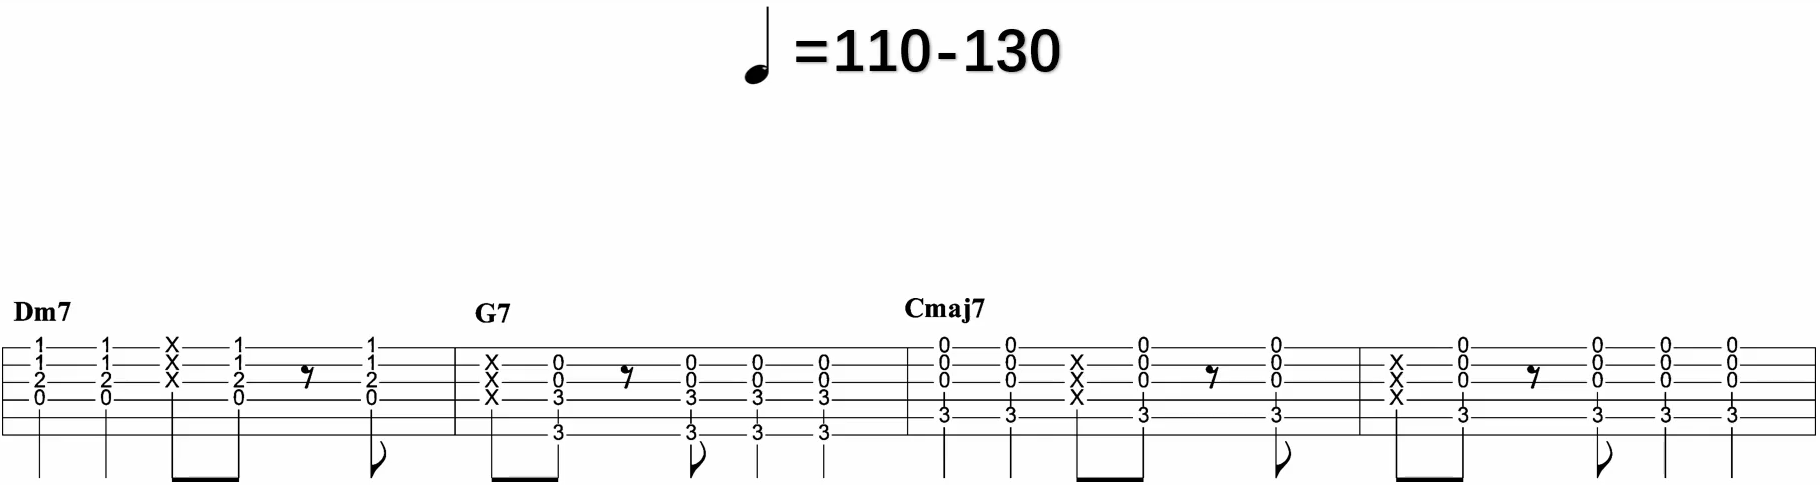 =110-130
Dm7 G7 Cmaj7
1 1 X 1 1 0 0 0 0 0 0 0
1 1 X 1 1 X 0 0 0 0 0 0 X 0 0 X 0 0 0 0
2 2 X 2 2 X 0 0 0 0 0 0 X 0 0 X 0 0 0 0
0 0 0 0 X 3 3 3 3 X X
3 3 3 3 3 3 3 3
3 3 3 3